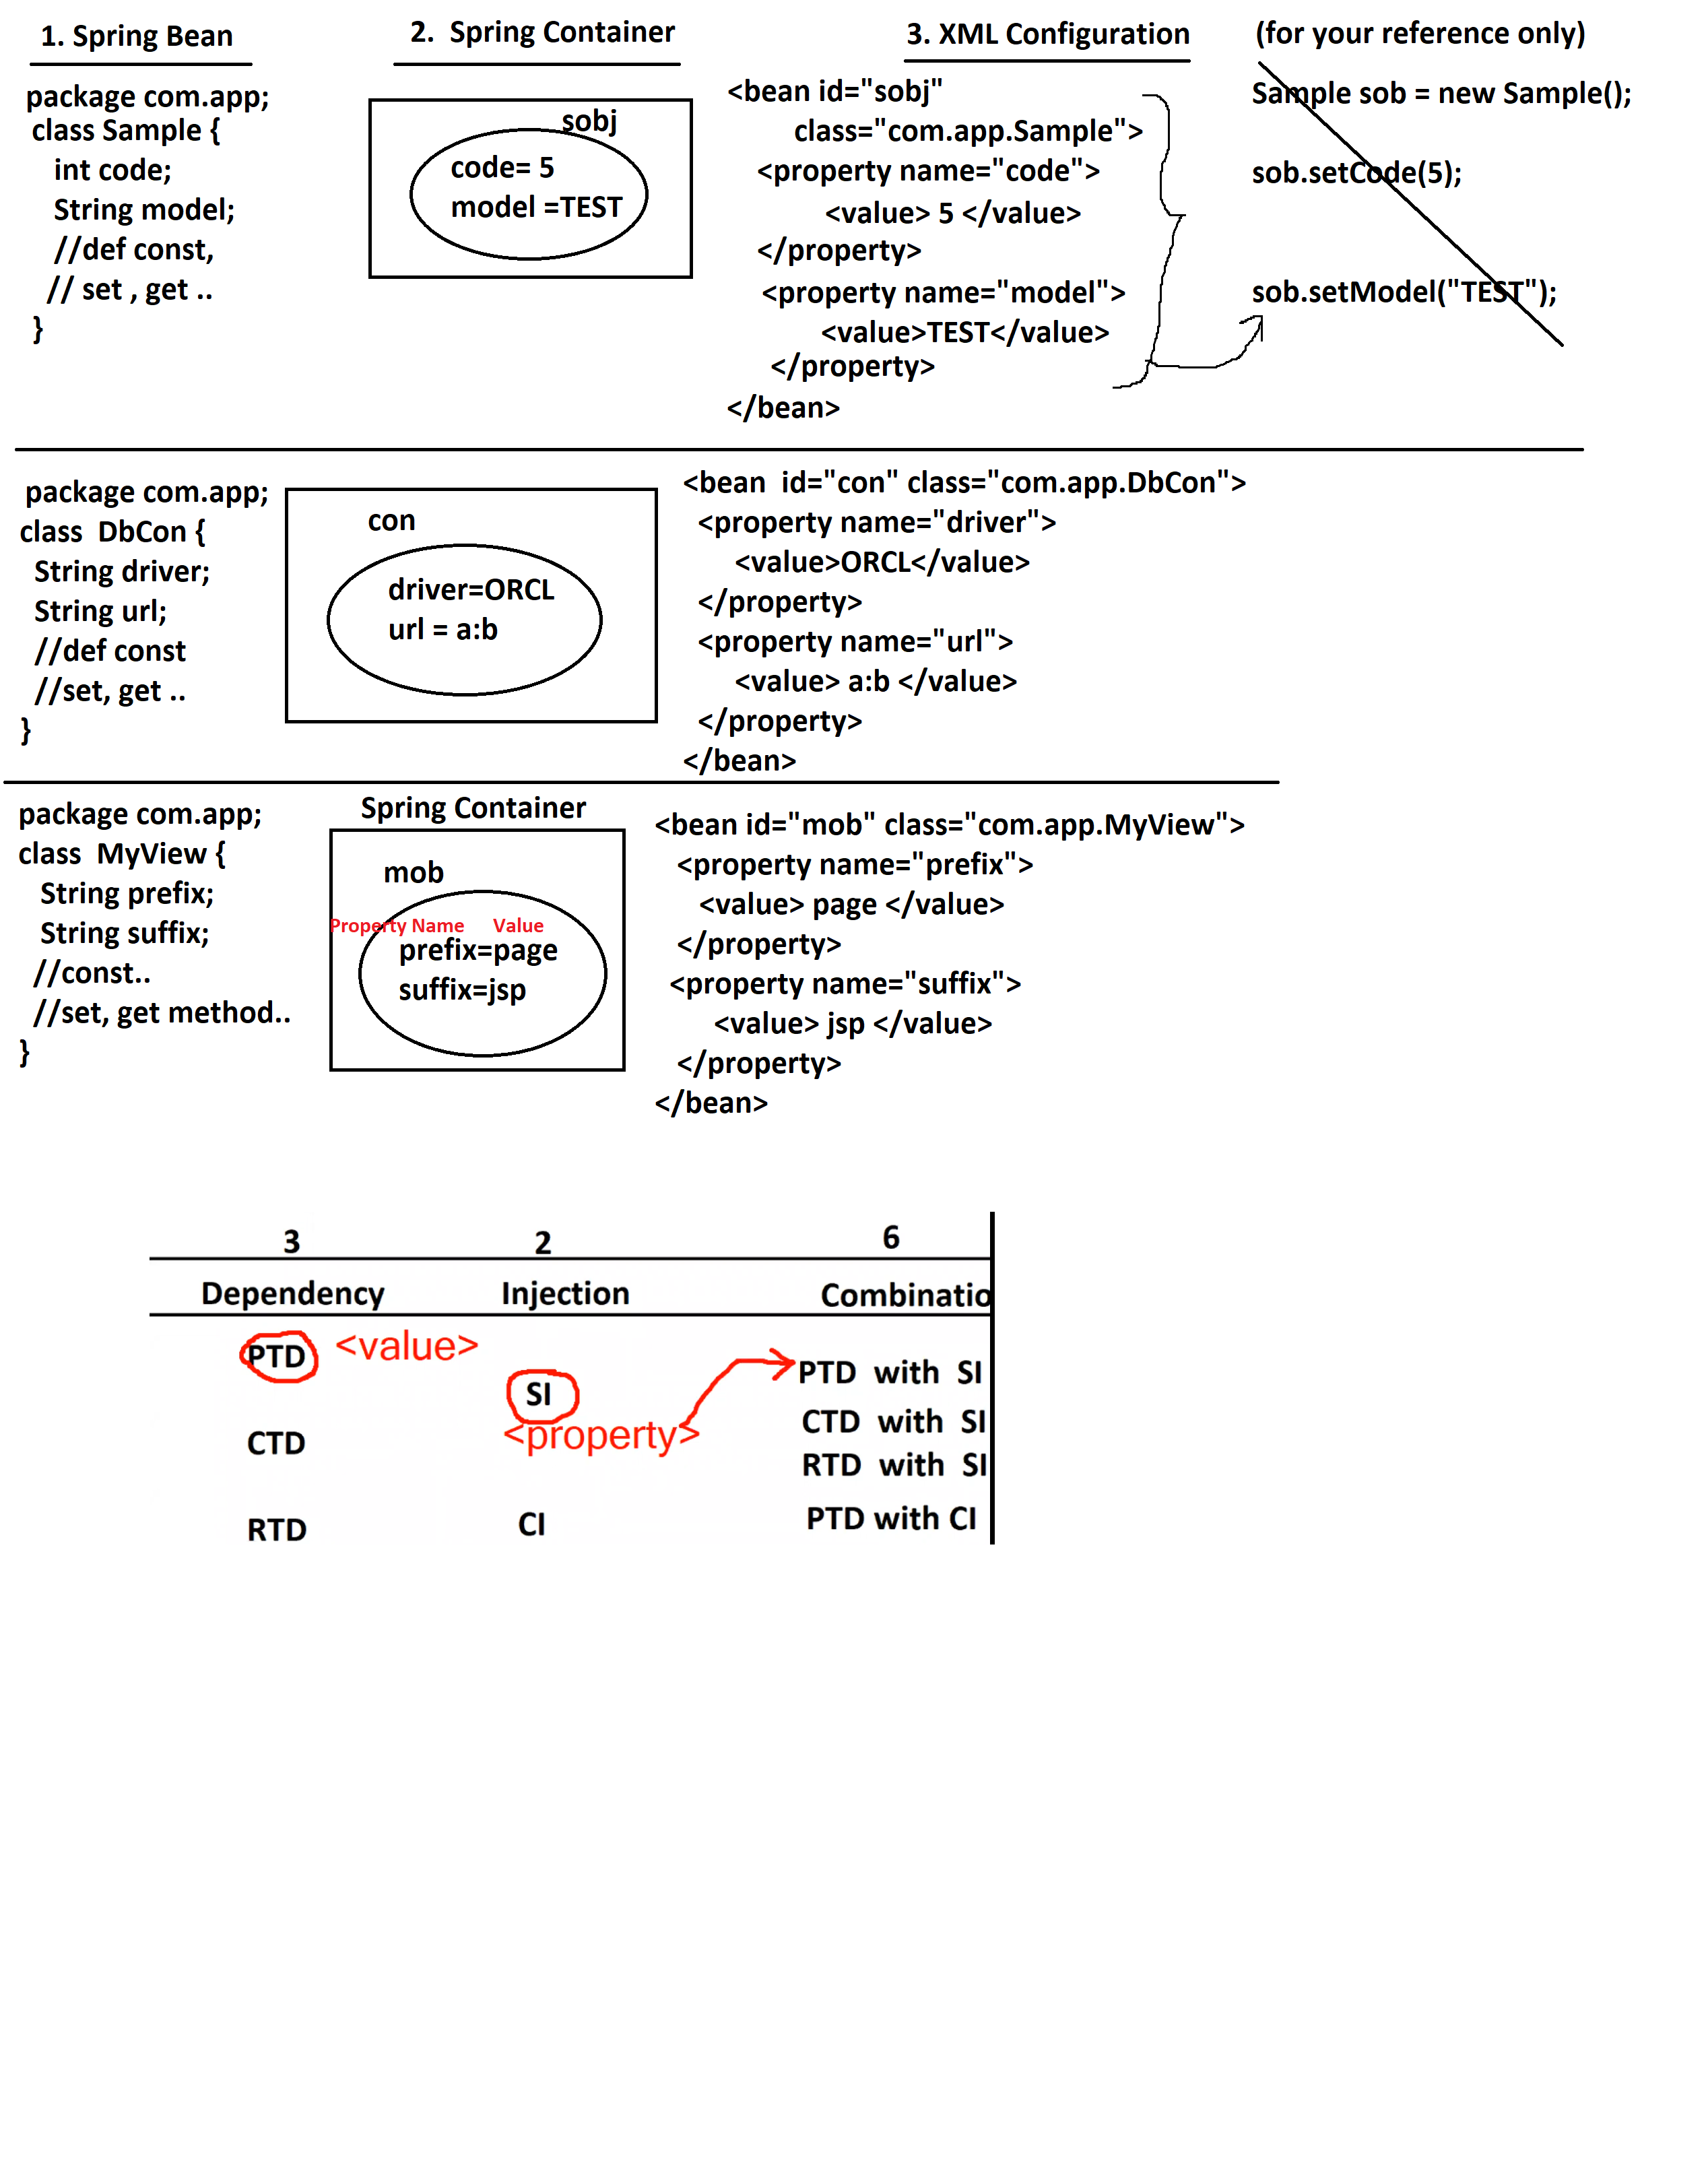 1. Spring Bean
2.  Spring Container
3. XML Configuration
(for your reference only)
package com.app;
class Sample {
int code;
String model;
//def const,
// set , get ..
}
sobj
code= 5
model =TEST
<bean id="sobj"
class="com.app.Sample">
<property name="code">
<value> 5 </value>
</property>
<property name="model">
<value>TEST</value>
</property>
</bean>
Sample sob = new Sample();
sob.setCode(5);
sob.setModel("TEST");
package com.app;
class  DbCon {
String driver;
String url;
//def const
//set, get ..
}
con
driver=ORCL
url = a:b
<bean  id="con" class="com.app.DbCon">
<property name="driver">
<value>ORCL</value>
</property>
<property name="url">
<value> a:b </value>
</property>
</bean>
package com.app;
class  MyView {
String prefix;
String suffix;
//const..
//set, get method..
}
Spring Container
mob
Property Name Value
prefix=page
suffix=jsp
<bean id="mob" class="com.app.MyView">
<property name="prefix">
<value> page </value>
</property>
<property name="suffix">
<value> jsp </value>
</property>
</bean>
3 2 6
Dependency Injection Combinatio
PTD <value>
SI
<property>
PTD  with  SI
CTD
CTD  with  SI
RTD  with  SI
RTD
CI
PTD with CI